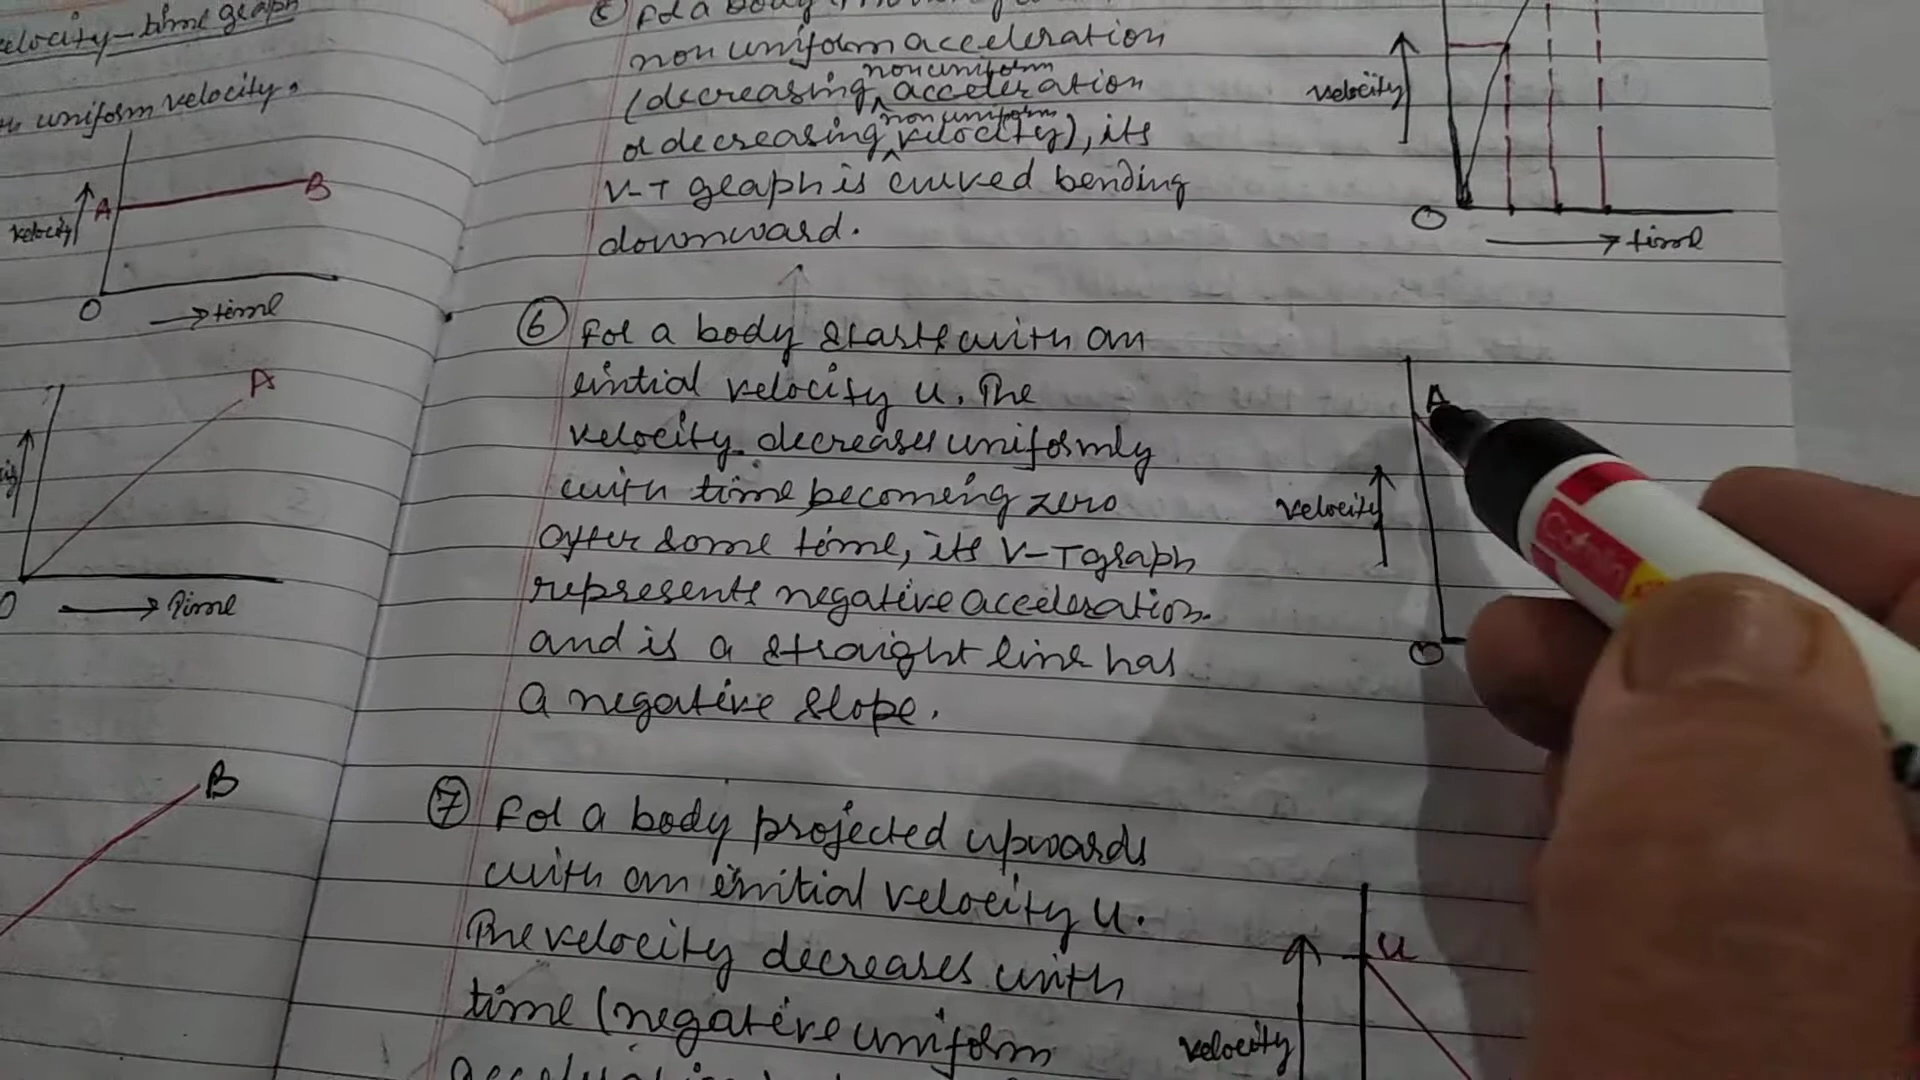 velocity-time graph
uniform velocity.
A
B
velocity
O
time
A
O
Time
B
non uniform acceleration
non uniform
(decreasing ^ acceleration
non uniform
or decreasing ^ velocity), its
V-T graph is curved bending
downward.
velocity
O
time
6 For a body starts with an
inital velocity u. The
velocity decreases uniformly
with time becoming zero
after some time, its V-T graph
represents negative acceleration
and is a straight line has
a negative slope.
A
velocity
O
Camlin
7 For a body projected upwards
with an initial velocity u.
The velocity decreases with
time (negative uniform
u
velocity